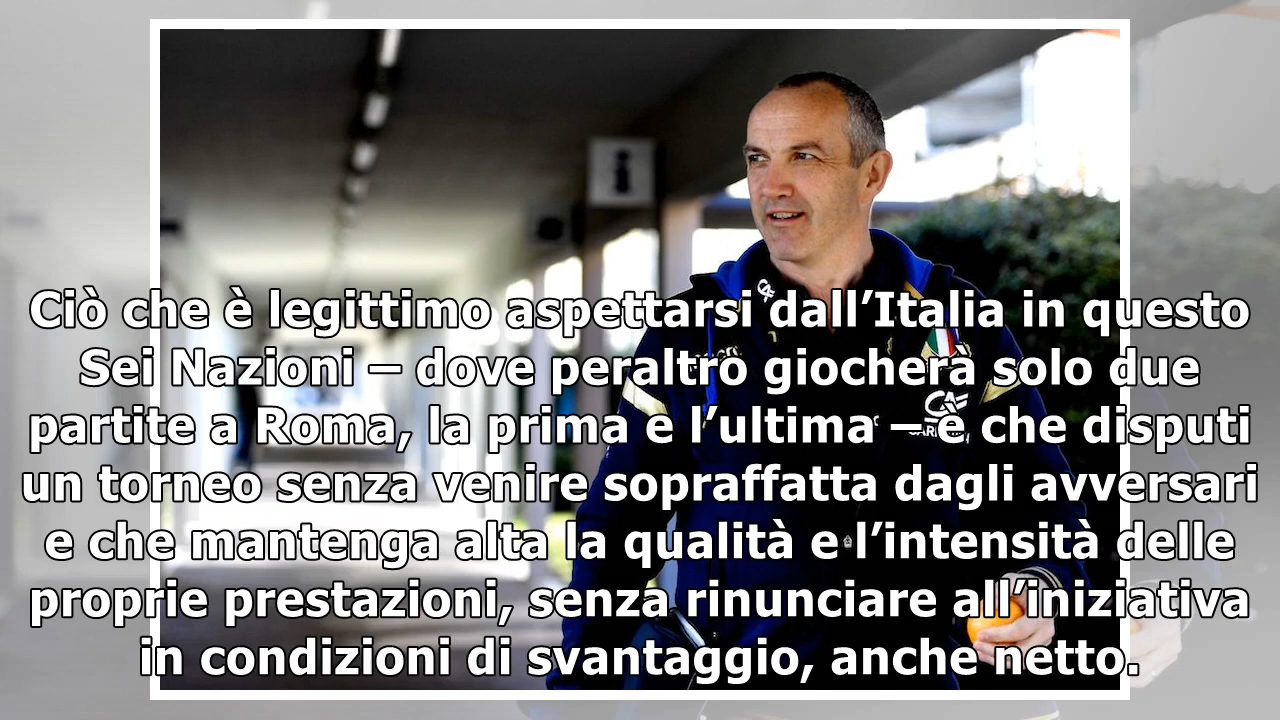 Ciò che è legittimo aspettarsi dall’Italia in questo
Sei Nazioni – dove peraltro giocherà solo due
partite a Roma, la prima e l’ultima – è che disputi
un torneo senza venire sopraffatta dagli avversari
e che mantenga alta la qualità e l’intensità delle
proprie prestazioni, senza rinunciare all’iniziativa
in condizioni di svantaggio, anche netto.